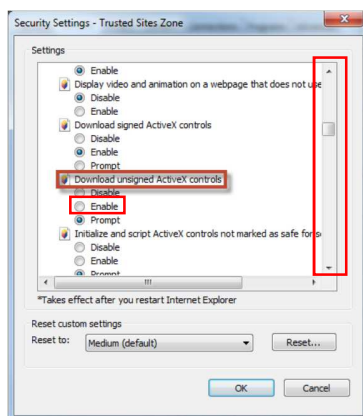 Security Settings - Trusted Sites Zone
Settings
Enable
Display video and animation on a webpage that does not use
Disable
Enable
Download signed ActiveX controls
Disable
Enable
Prompt
Download unsigned ActiveX controls
Disable
Enable
Prompt
Initialize and script ActiveX controls not marked as safe for
Disable
Enable
Prompt
*Takes effect after you restart Internet Explorer
Reset custom settings
Reset to:
Medium (default)
Reset...
OK
Cancel